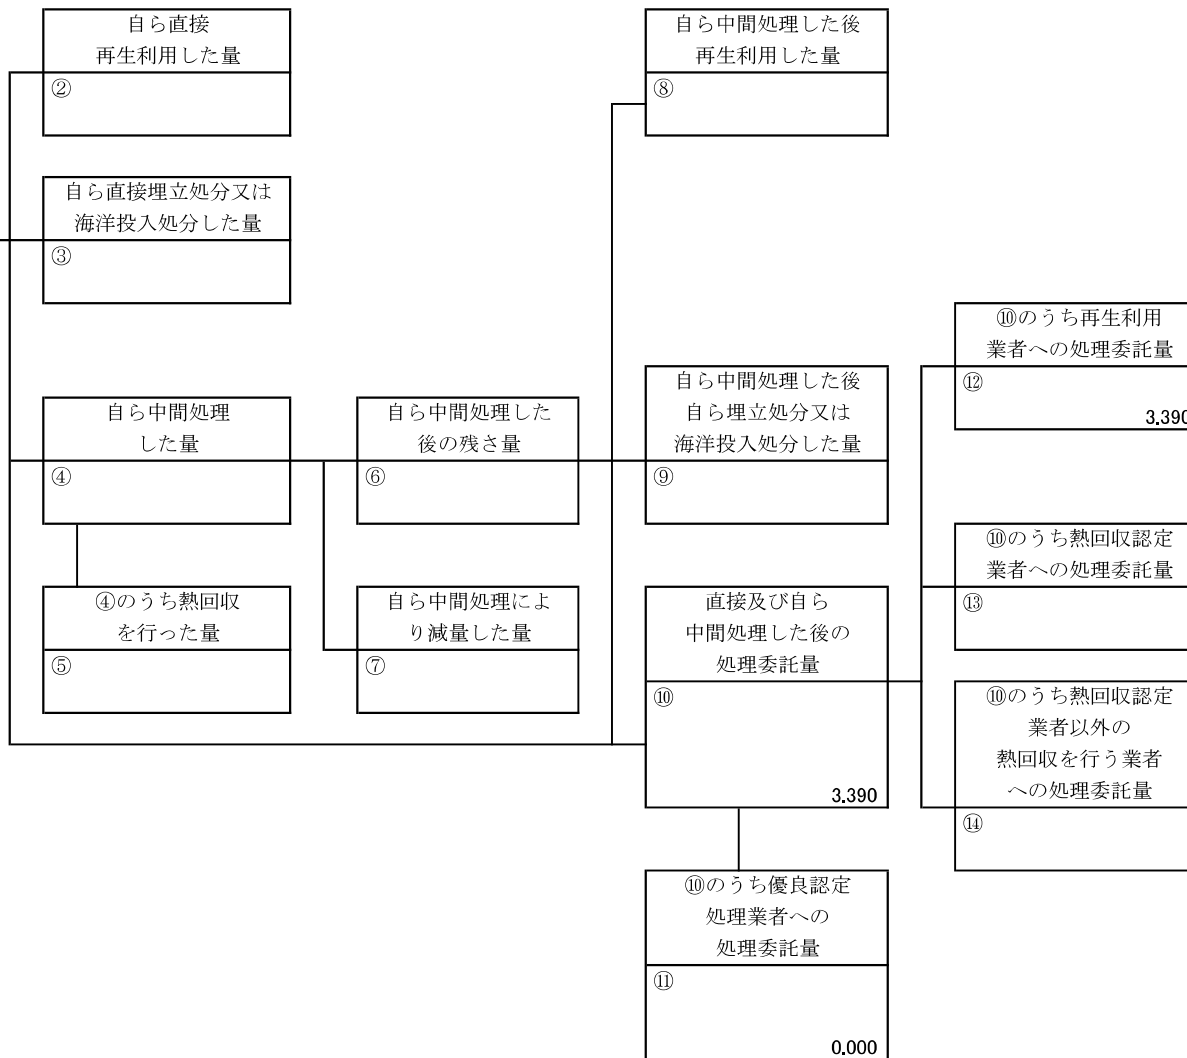 自ら直接
再生利用した量
②
自ら中間処理した後
再生利用した量
⑧
自ら直接埋立処分又は
海洋投入処分した量
③
⑩のうち再生利用
業者への処理委託量
⑫
3.390
自ら中間処理
した量
④
自ら中間処理した
後の残さ量
⑥
自ら中間処理した後
自ら埋立処分又は
海洋投入処分した量
⑨
⑩のうち熱回収認定
業者への処理委託量
⑬
④のうち熱回収
を行った量
⑤
自ら中間処理によ
り減量した量
⑦
直接及び自ら
中間処理した後の
処理委託量
⑩
3.390
⑩のうち熱回収認定
業者以外の
熱回収を行う業者
への処理委託量
⑭
⑩のうち優良認定
処理業者への
処理委託量
⑪
0.000